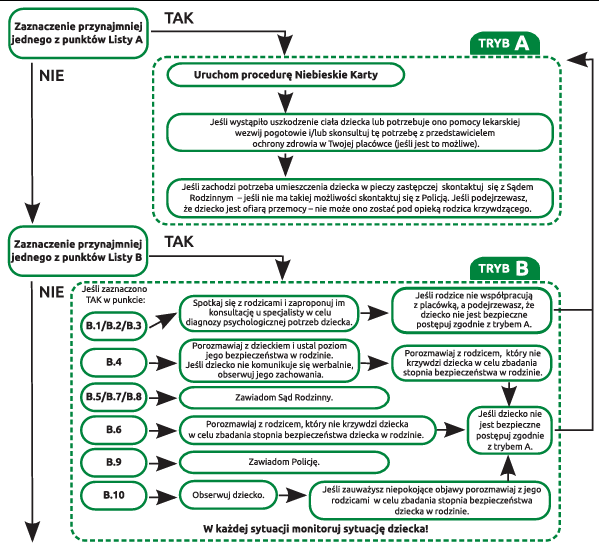 Zaznaczenie przynajmniej
jednego z punktów Listy A
TAK
NIE
TRYB A
Uruchom procedurę Niebieskie Karty
Jeśli wystąpiło uszkodzenie ciała dziecka lub potrzebuje ono pomocy lekarskiej
wezwij pogotowie i/lub skonsultuj tę potrzebę z przedstawicielem
ochrony zdrowia w Twojej placówce (jeśli jest to możliwe).
Jeśli zachodzi potrzeba umieszczenia dziecka w pieczy zastępczej skontaktuj się z Sądem
Rodzinnym – jeśli nie ma takiej możliwości skontaktuj się z Policją. Jeśli podejrzewasz,
że dziecko jest ofiarą przemocy – nie może ono zostać pod opieką rodzica krzywdzącego.
Zaznaczenie przynajmniej
jednego z punktów Listy B
TAK
NIE
TRYB B
Jeśli zaznaczono
TAK w punkcie:
B.1/B.2/B.3
Spotkaj się z rodzicami i zaproponuj im
konsultację u specjalisty w celu
diagnozy psychologicznej potrzeb dziecka.
Jeśli rodzice nie współpracują
z placówką, a podejrzewasz, że
dziecko nie jest bezpieczne
postępuj zgodnie z trybem A.
B.4
Porozmawiaj z dzieckiem i ustal poziom
jego bezpieczeństwa w rodzinie.
Jeśli dziecko nie komunikuje się werbalnie,
obserwuj jego zachowania.
Porozmawiaj z rodzicem, który nie
krzywdzi dziecka w celu zbadania
stopnia bezpieczeństwa w rodzinie.
B.5/B.7/B.8
Zawiadom Sąd Rodzinny.
B.6
Porozmawiaj z rodzicem, który nie krzywdzi dziecka
w celu zbadania stopnia bezpieczeństwa dziecka w rodzinie.
Jeśli dziecko nie
jest bezpieczne
postępuj zgodnie
z trybem A.
B.9
Zawiadom Policję.
B.10
Obserwuj dziecko.
Jeśli zauważysz niepokojące objawy porozmawiaj z jego
rodzicami w celu zbadania stopnia bezpieczeństwa
dziecka w rodzinie.
W każdej sytuacji monitoruj sytuację dziecka!